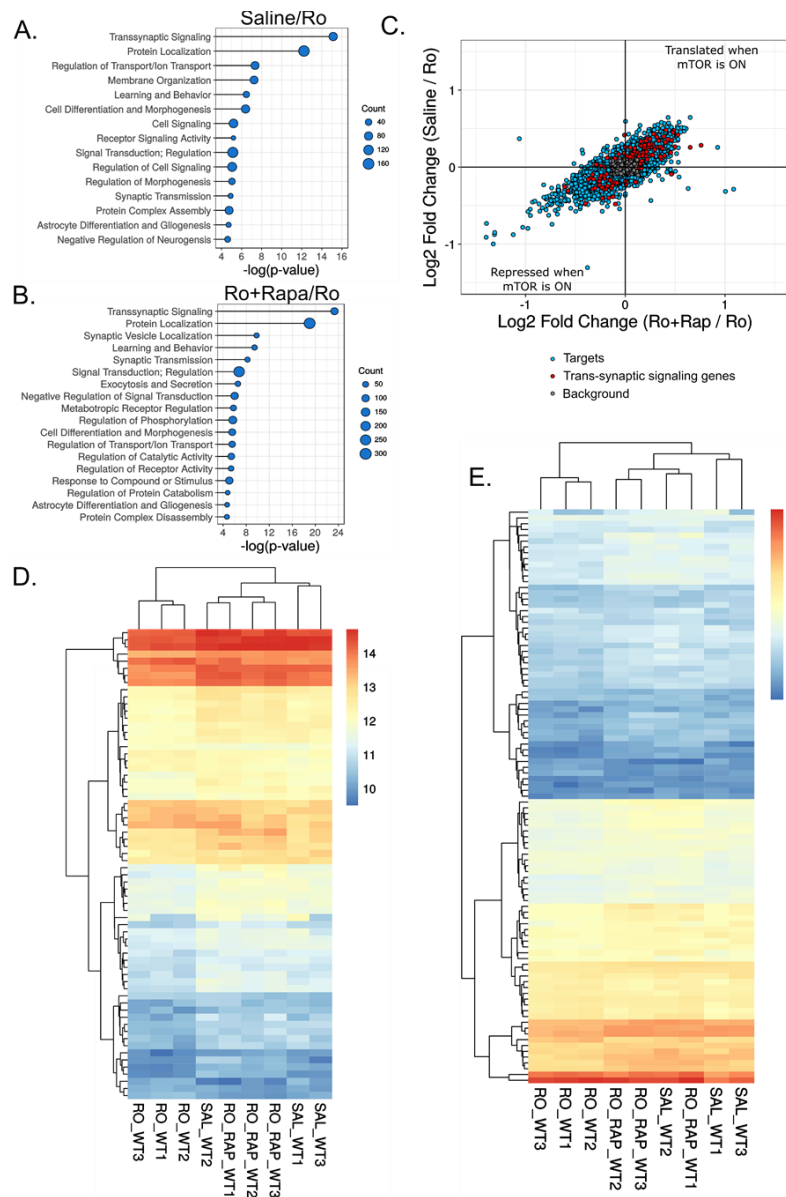 A.
Saline/Ro
Transsynaptic Signaling
Protein Localization
Regulation of Transport/Ion Transport
Membrane Organization
Learning and Behavior
Cell Differentiation and Morphogenesis
Cell Signaling
Receptor Signaling Activity
Signal Transduction; Regulation
Regulation of Cell Signaling
Regulation of Morphogenesis
Synaptic Transmission
Protein Complex Assembly
Astrocyte Differentiation and Gliogenesis
Negative Regulation of Neurogensis
4 6 8 10 12 14 16
-log(p-value)
Count
40
80
120
160
B.
Ro+Rapa/Ro
Transsynaptic Signaling
Protein Localization
Synaptic Vesicle Localization
Learning and Behavior
Synaptic Transmission
Signal Transduction; Regulation
Exocytosis and Secretion
Negative Regulation of Signal Transduction
Metabotropic Receptor Regulation
Regulation of Phosphorylation
Cell Differentiation and Morphogenesis
Regulation of Transport/Ion Transport
Regulation of Catalytic Activity
Regulation of Receptor Activity
Response to Compound or Stimulus
Regulation of Protein Catabolism
Astrocyte Differentiation and Gliogenesis
Protein Complex Disassembly
4 8 12 16 20 24
-log(p-value)
Count
50
100
150
200
250
300
C.
Translated when
mTOR is ON
Log2 Fold Change (Saline / Ro)
1
0
-1
Repressed when
mTOR is ON
-1 0 1
Log2 Fold Change (Ro+Rap / Ro)
Targets
Trans-synaptic signaling genes
Background
D.
14
13
12
11
10
RO_WT3
RO_WT1
RO_WT2
SAL_WT2
RO_RAP_WT1
RO_RAP_WT2
RO_RAP_WT3
SAL_WT1
SAL_WT3
E.
RO_WT3
RO_WT1
RO_WT2
RO_RAP_WT2
RO_RAP_WT3
SAL_WT2
RO_RAP_WT1
SAL_WT1
SAL_WT3